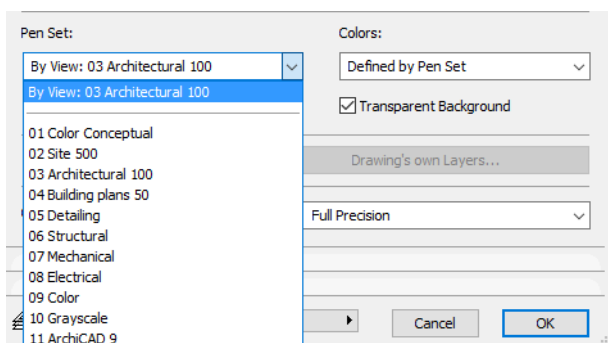 Pen Set:
Colors:
By View: 03 Architectural 100
Defined by Pen Set
By View: 03 Architectural 100
Transparent Background
01 Color Conceptual
02 Site 500
03 Architectural 100
Drawing's own Layers...
04 Building plans 50
05 Detailing
Full Precision
06 Structural
07 Mechanical
08 Electrical
09 Color
10 Grayscale
11 ArchiCAD 9
Cancel
OK